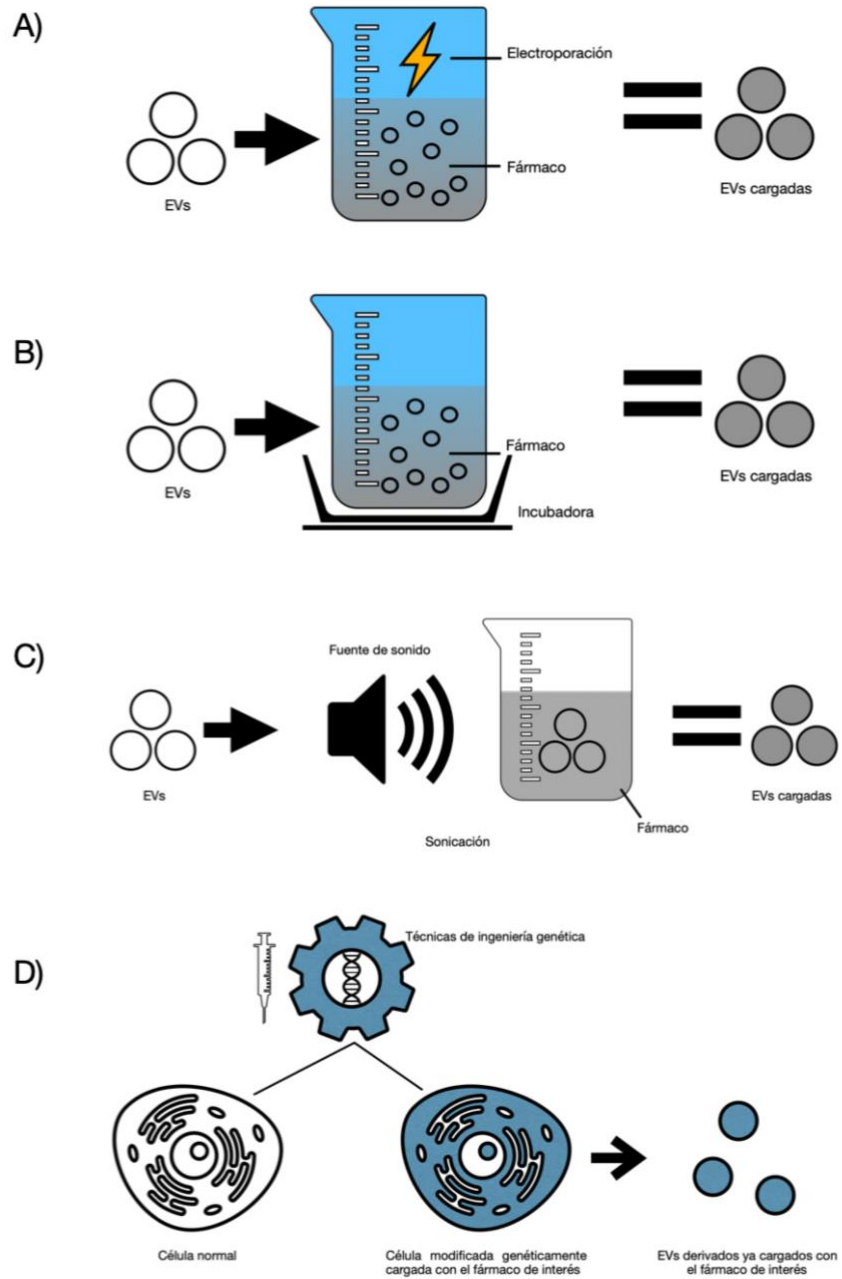 A)
Electroporación
Fármaco
EVs
EVs cargadas
B)
Fármaco
EVs
EVs cargadas
Incubadora
C)
Fuente de sonido
EVs
EVs cargadas
Fármaco
Sonicación
D)
Técnicas de ingeniería genética
Célula normal
Célula modificada genéticamente
cargada con el fármaco de interés
EVs derivados ya cargados con
el fármaco de interés